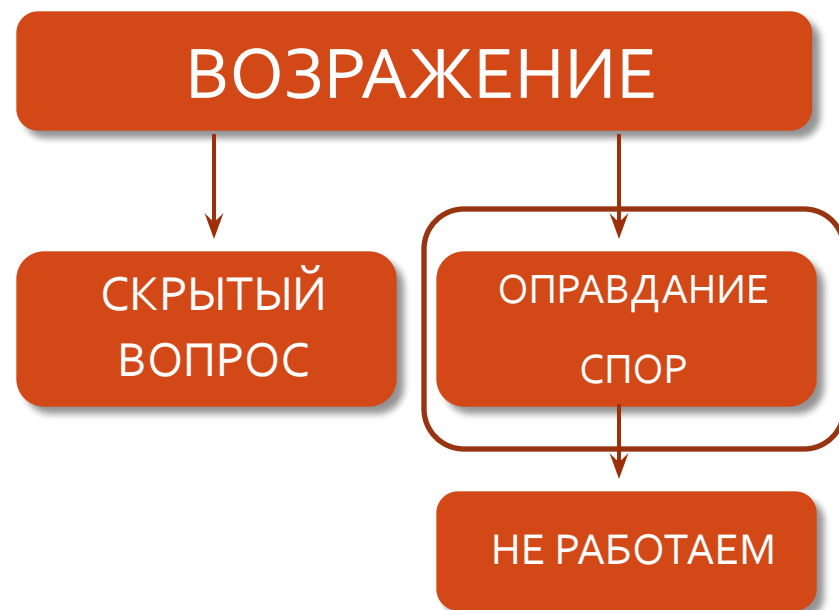 ВОЗРАЖЕНИЕ
СКРЫТЫЙ
ВОПРОС
ОПРАВДАНИЕ
СПОР
НЕ РАБОТАЕМ